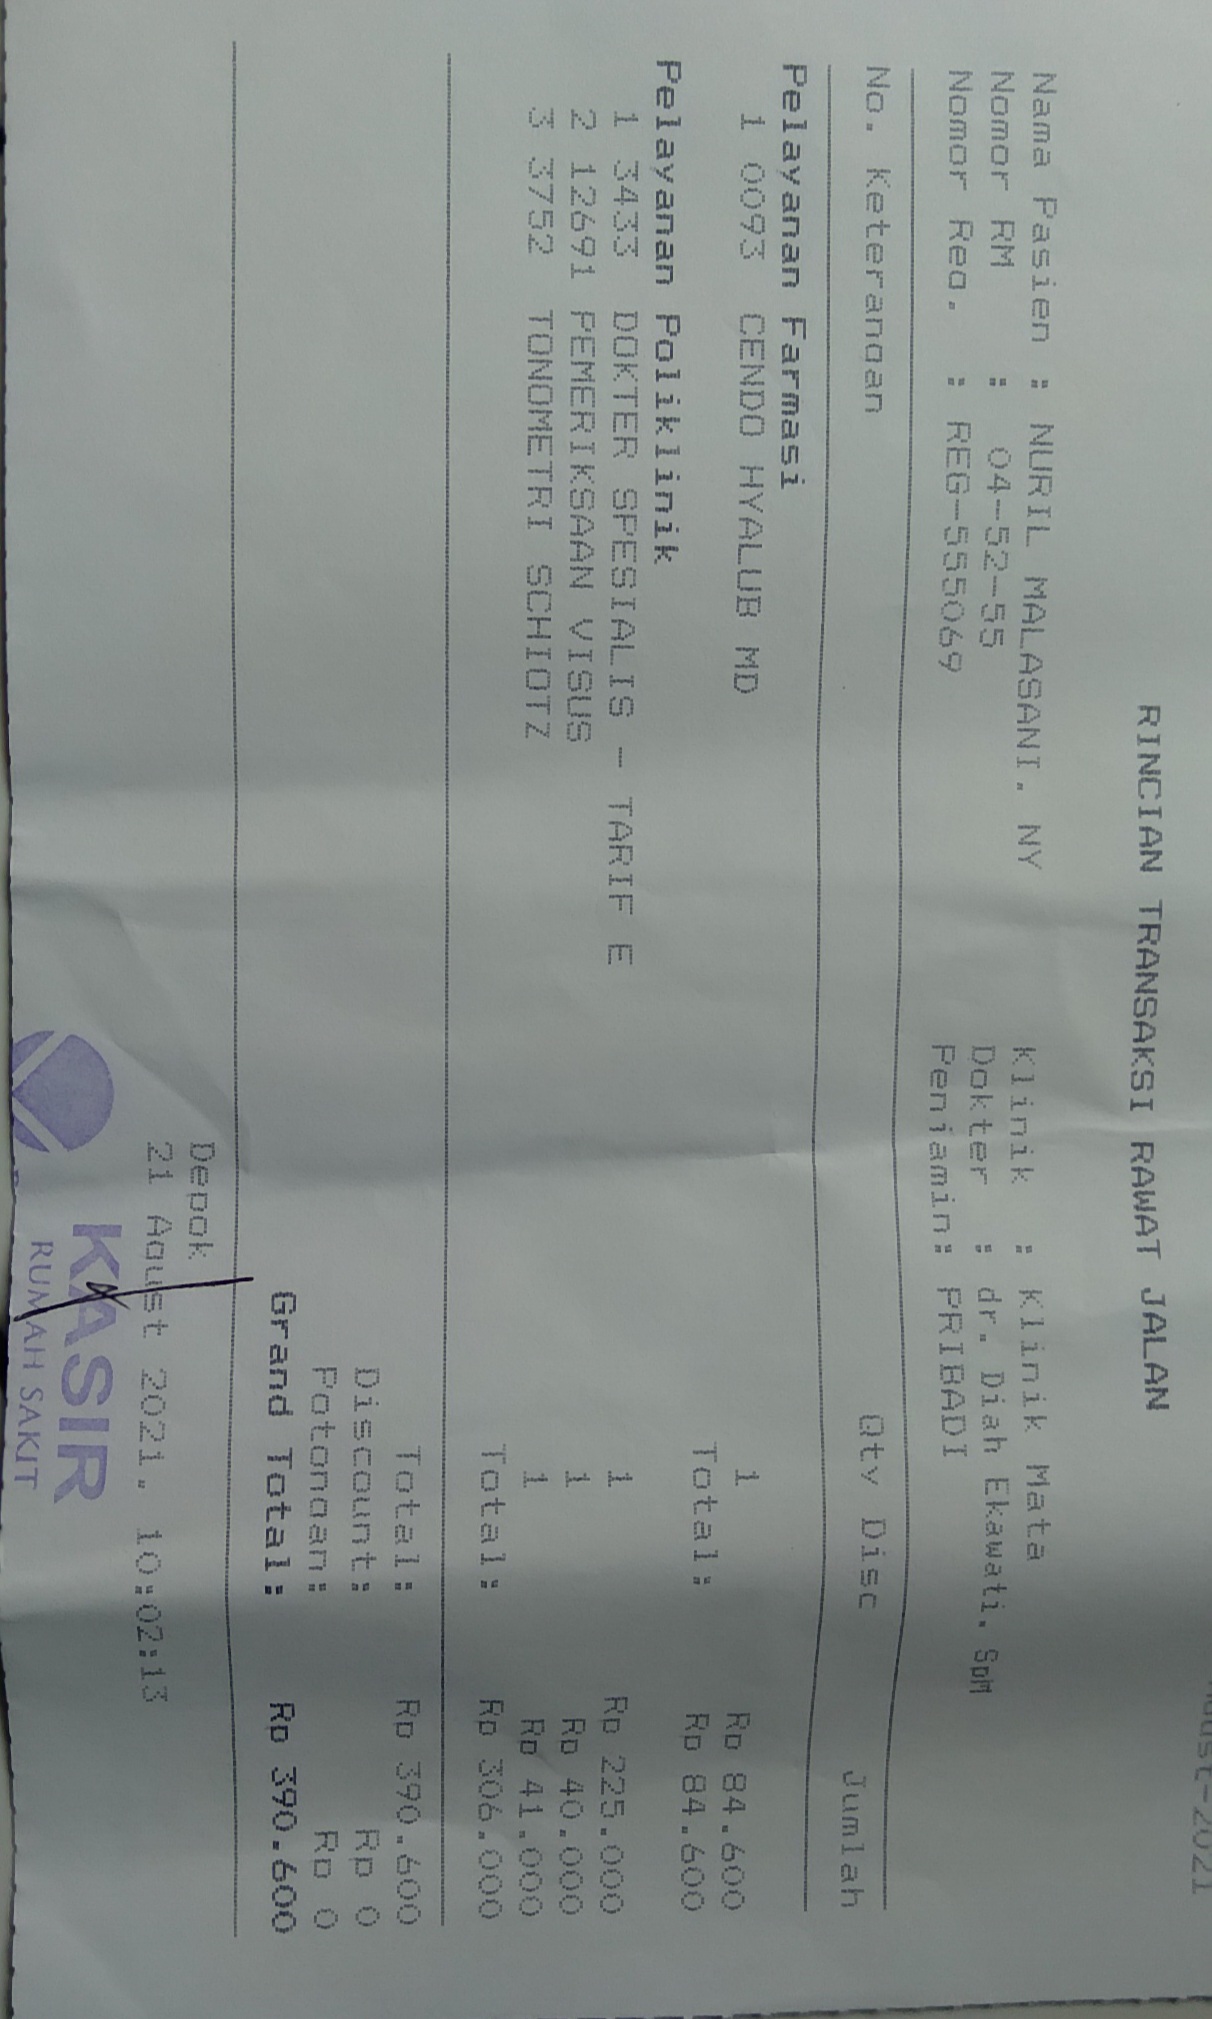 RINCIAN TRANSAKSI RAWAT JALAN
Nama Pasien : NURIL MALASANI, NY Klinik : Klinik Mata
Nomor RM : 04-52-55 Dokter : dr. Diah Ekawati, SpM
Nomor Reg. : REG-555069 Penjamin: PRIBADI
No. Keterangan Qty Disc Jumlah
Pelayanan Farmasi
1 0093 CENDO HYALUB MD 1 Rp 84.600
Total: Rp 84.600
Pelayanan Poliklinik
1 3433 DOKTER SPESIALIS - TARIF E 1 Rp 225.000
2 12691 PEMERIKSAAN VISUS 1 Rp 40.000
3 3752 TONOMETRI SCHIOTZ 1 Rp 41.000
Total: Rp 306.000
Total: Rp 390.600
Discount: Rp 0
Potongan: Rp 0
Grand Total: Rp 390.600
Depok
21 August 2021, 10:02:13
KASIR
RUMAH SAKIT